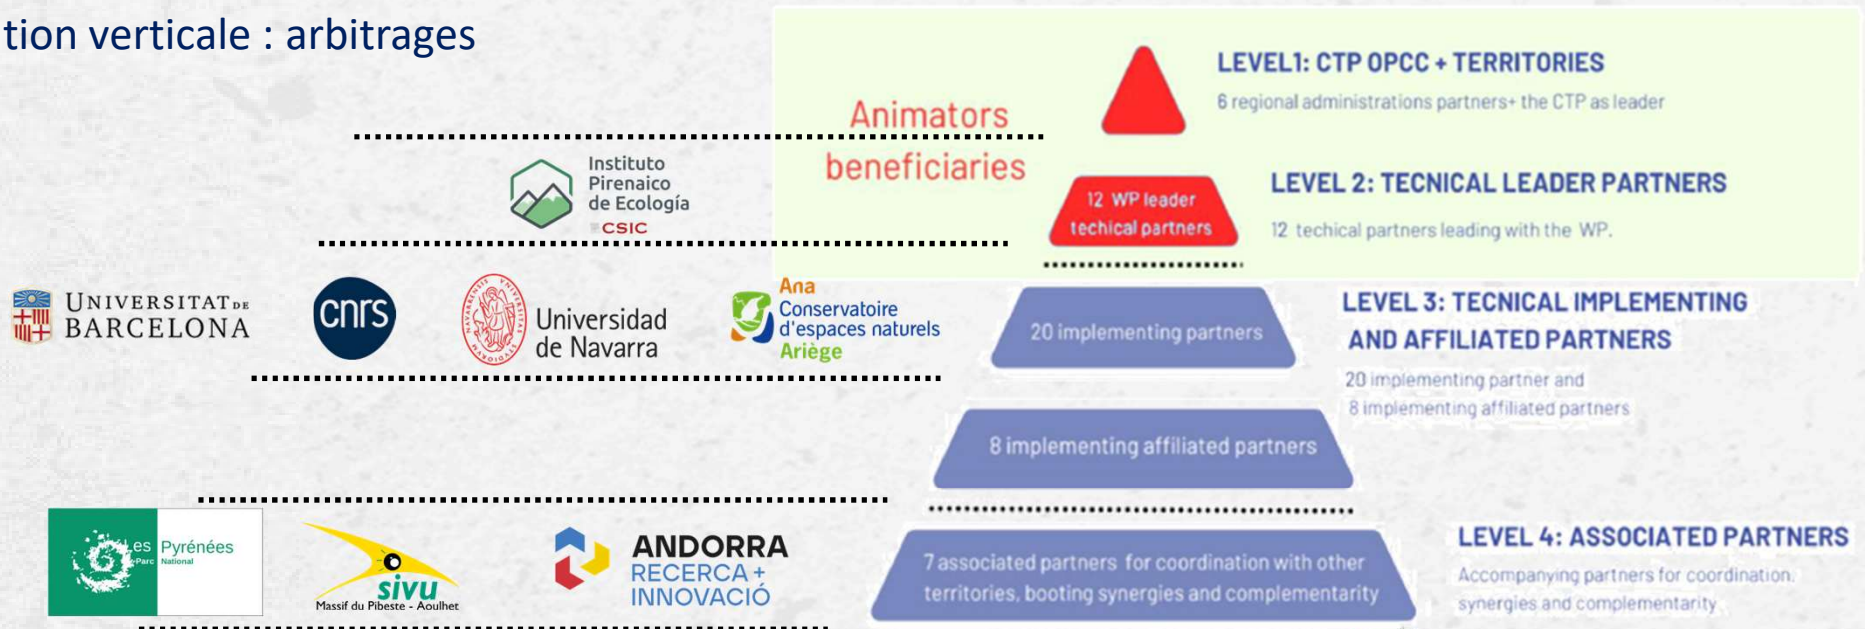 tion verticale : arbitrages
Animators
beneficiaries
LEVEL1: CTP OPCC + TERRITORIES
6 regional administrations partners+ the CTP as leader
Instituto
Pirenaico
de Ecología
CSIC
12 WP leader
techical partners
LEVEL 2: TECNICAL LEADER PARTNERS
12 techical partners leading with the WP.
UNIVERSITAT DE
BARCELONA
cnrs
Universidad
de Navarra
Ana
Conservatoire
d'espaces naturels
Ariège
20 implementing partners
LEVEL 3: TECNICAL IMPLEMENTING
AND AFFILIATED PARTNERS
20 implementing partner and
8 implementing affiliated partners
8 implementing affiliated partners
Les Pyrénées
Parc National
sivu
Massif du Pibeste - Aoulhet
ANDORRA
RECERCA +
INNOVACIÓ
7 associated partners for coordination with other
territories, booting synergies and complementarity
LEVEL 4: ASSOCIATED PARTNERS
Accompanying partners for coordination,
synergies and complementarity